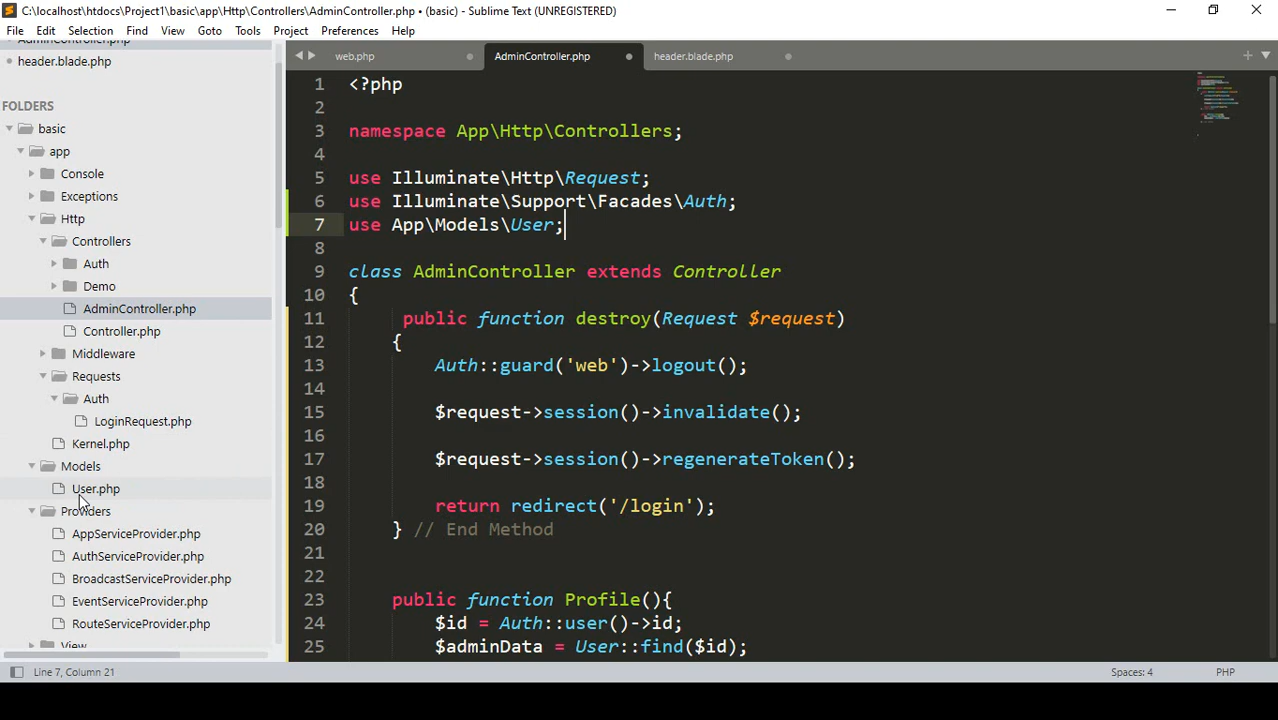 C:\localhost\htdocs\Project1\basic\app\Http\Controllers\AdminController.php • (basic) - Sublime Text (UNREGISTERED)
File Edit Selection Find View Goto Tools Project Preferences Help
AdminController.php
header.blade.php
FOLDERS
basic
app
Console
Exceptions
Http
Controllers
Auth
Demo
AdminController.php
Controller.php
Middleware
Requests
Auth
LoginRequest.php
Kernel.php
Models
User.php
Providers
AppServiceProvider.php
AuthServiceProvider.php
BroadcastServiceProvider.php
EventServiceProvider.php
RouteServiceProvider.php
View
web.php AdminController.php header.blade.php
1 <?php
2
3 namespace App\Http\Controllers;
4
5 use Illuminate\Http\Request;
6 use Illuminate\Support\Facades\Auth;
7 use App\Models\User;
8
9 class AdminController extends Controller
10 {
11 public function destroy(Request $request)
12 {
13 Auth::guard('web')->logout();
14
15 $request->session()->invalidate();
16
17 $request->session()->regenerateToken();
18
19 return redirect('/login');
20 } // End Method
21
22
23 public function Profile(){
24 $id = Auth::user()->id;
25 $adminData = User::find($id);
Line 7, Column 21 Spaces: 4 PHP